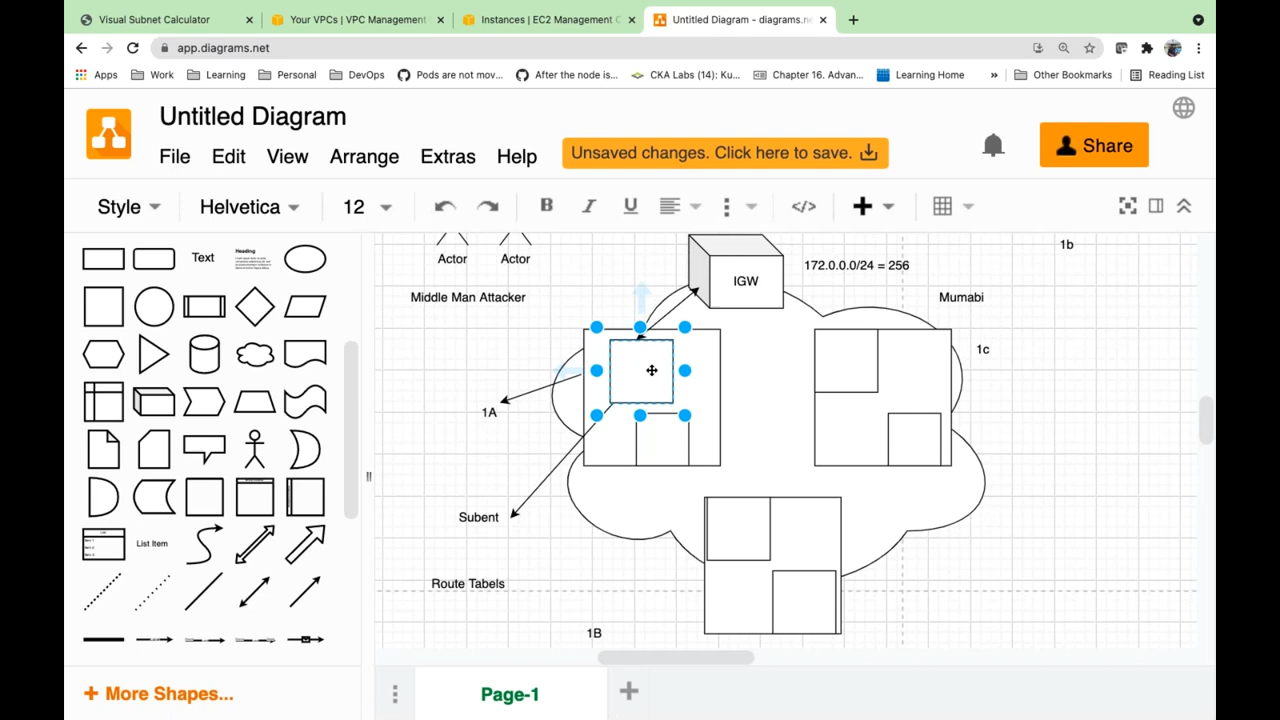 Visual Subnet Calculator
Your VPCs | VPC Management
Instances | EC2 Management C
Untitled Diagram - diagrams.ne
app.diagrams.net
Apps
Work
Learning
Personal
DevOps
Pods are not mov...
After the node is...
CKA Labs (14): Ku...
Chapter 16. Advan...
Learning Home
»
Other Bookmarks
Reading List
Untitled Diagram
File
Edit
View
Arrange
Extras
Help
Unsaved changes. Click here to save.
Share
Style
Helvetica
12
B
I
U
</>
Text
Heading
List Item
More Shapes...
Actor
Actor
IGW
172.0.0.0/24 = 256
1b
Middle Man Attacker
Mumabi
1c
1A
Subent
Route Tabels
1B
Page-1